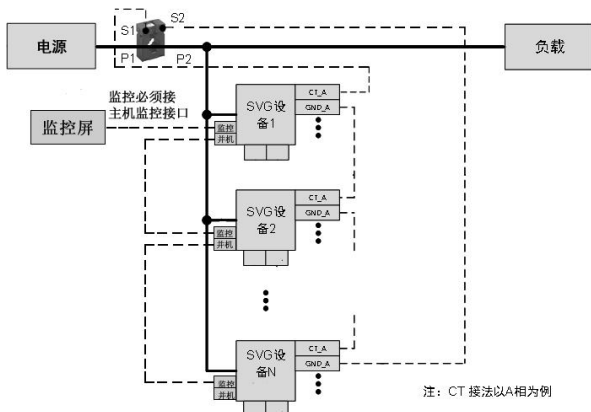 S2
S1
电源
负载
P1
P2
监控必须接
主机监控接口
监控屏
SVG设
备1
CT_A
GND_A
监控
并机
SVG设
备2
CT_A
GND_A
监控
并机
SVG设
备N
CT_A
GND_A
监控
并机
注：CT 接法以A相为例